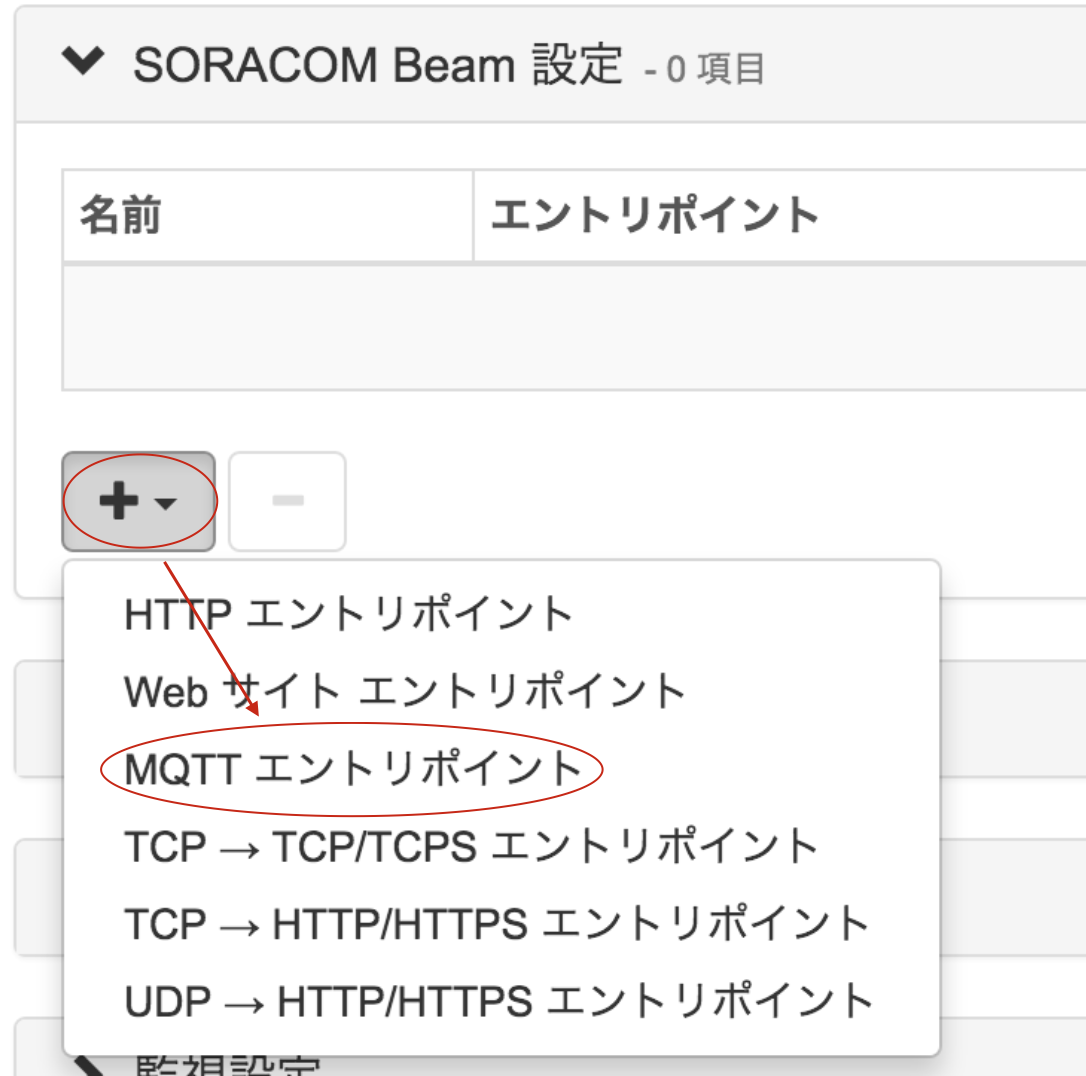 SORACOM Beam 設定 - 0 項目
名前 エントリポイント
HTTP エントリポイント
Web サイト エントリポイント
MQTT エントリポイント
TCP → TCP/TCPS エントリポイント
TCP → HTTP/HTTPS エントリポイント
UDP → HTTP/HTTPS エントリポイント
監視設定